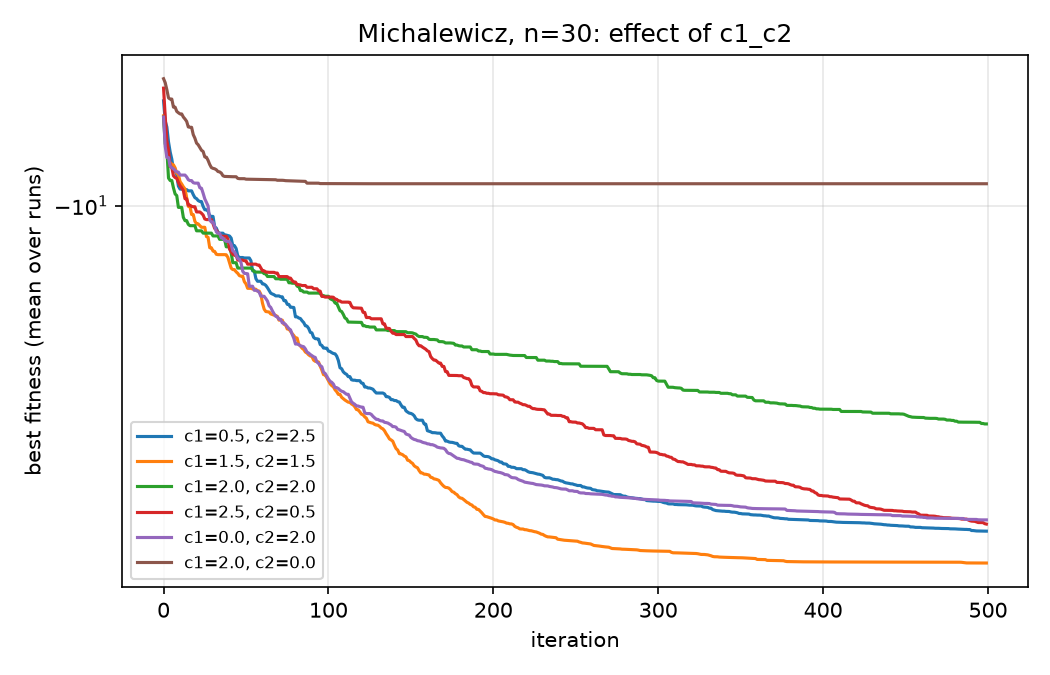 Michalewicz, n=30: effect of c1_c2
best fitness (mean over runs)
−10¹
c1=0.5, c2=2.5
c1=1.5, c2=1.5
c1=2.0, c2=2.0
c1=2.5, c2=0.5
c1=0.0, c2=2.0
c1=2.0, c2=0.0
0 100 200 300 400 500
iteration